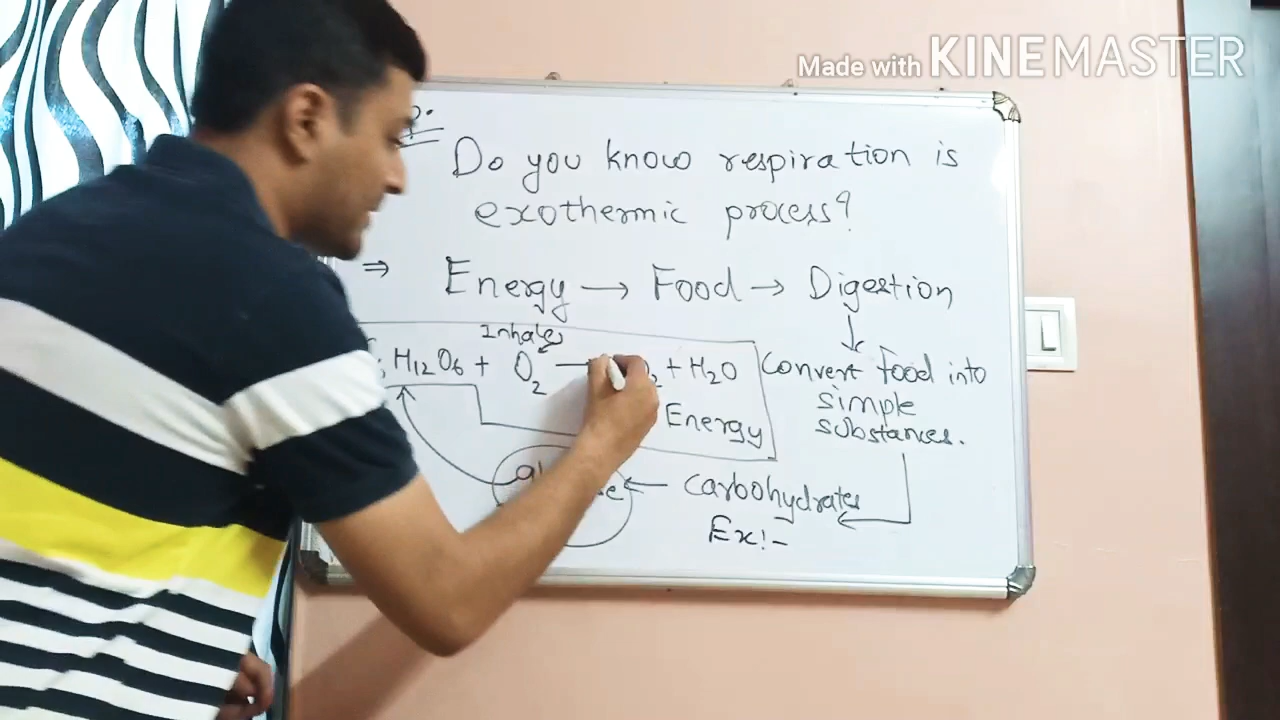 Made with KINEMASTER
Do you know respiration is
exothermic process?
⇒ Energy → Food → Digestion
Inhales
H12O6 + O2 → O2 + H2O
Energy
Convert food into
simple
substances.
carbohydrates
Ex:-